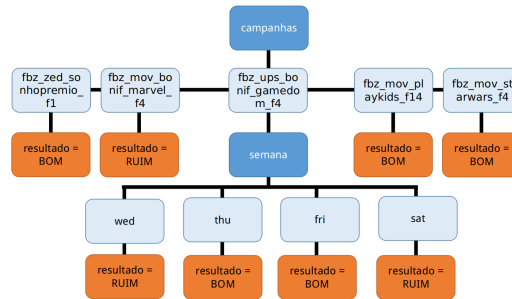 campanhas
fbz_zed_so
nhopremio_
f1
fbz_mov_bo
nif_marvel_
f4
fbz_ups_bo
nif_gamedo
m_f4
fbz_mov_pl
aykids_f14
fbz_mov_st
arwars_f4
resultado =
BOM
resultado =
RUIM
semana
resultado =
BOM
resultado =
BOM
wed
thu
fri
sat
resultado =
RUIM
resultado =
BOM
resultado =
BOM
resultado =
RUIM